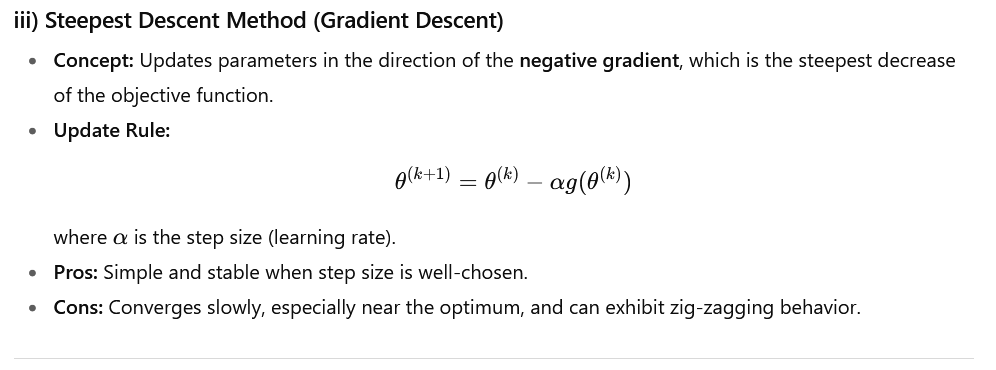 iii) Steepest Descent Method (Gradient Descent)
• Concept: Updates parameters in the direction of the negative gradient, which is the steepest decrease
of the objective function.
• Update Rule:
θ^(k+1) = θ^(k) − αg(θ^(k))
where α is the step size (learning rate).
• Pros: Simple and stable when step size is well-chosen.
• Cons: Converges slowly, especially near the optimum, and can exhibit zig-zagging behavior.